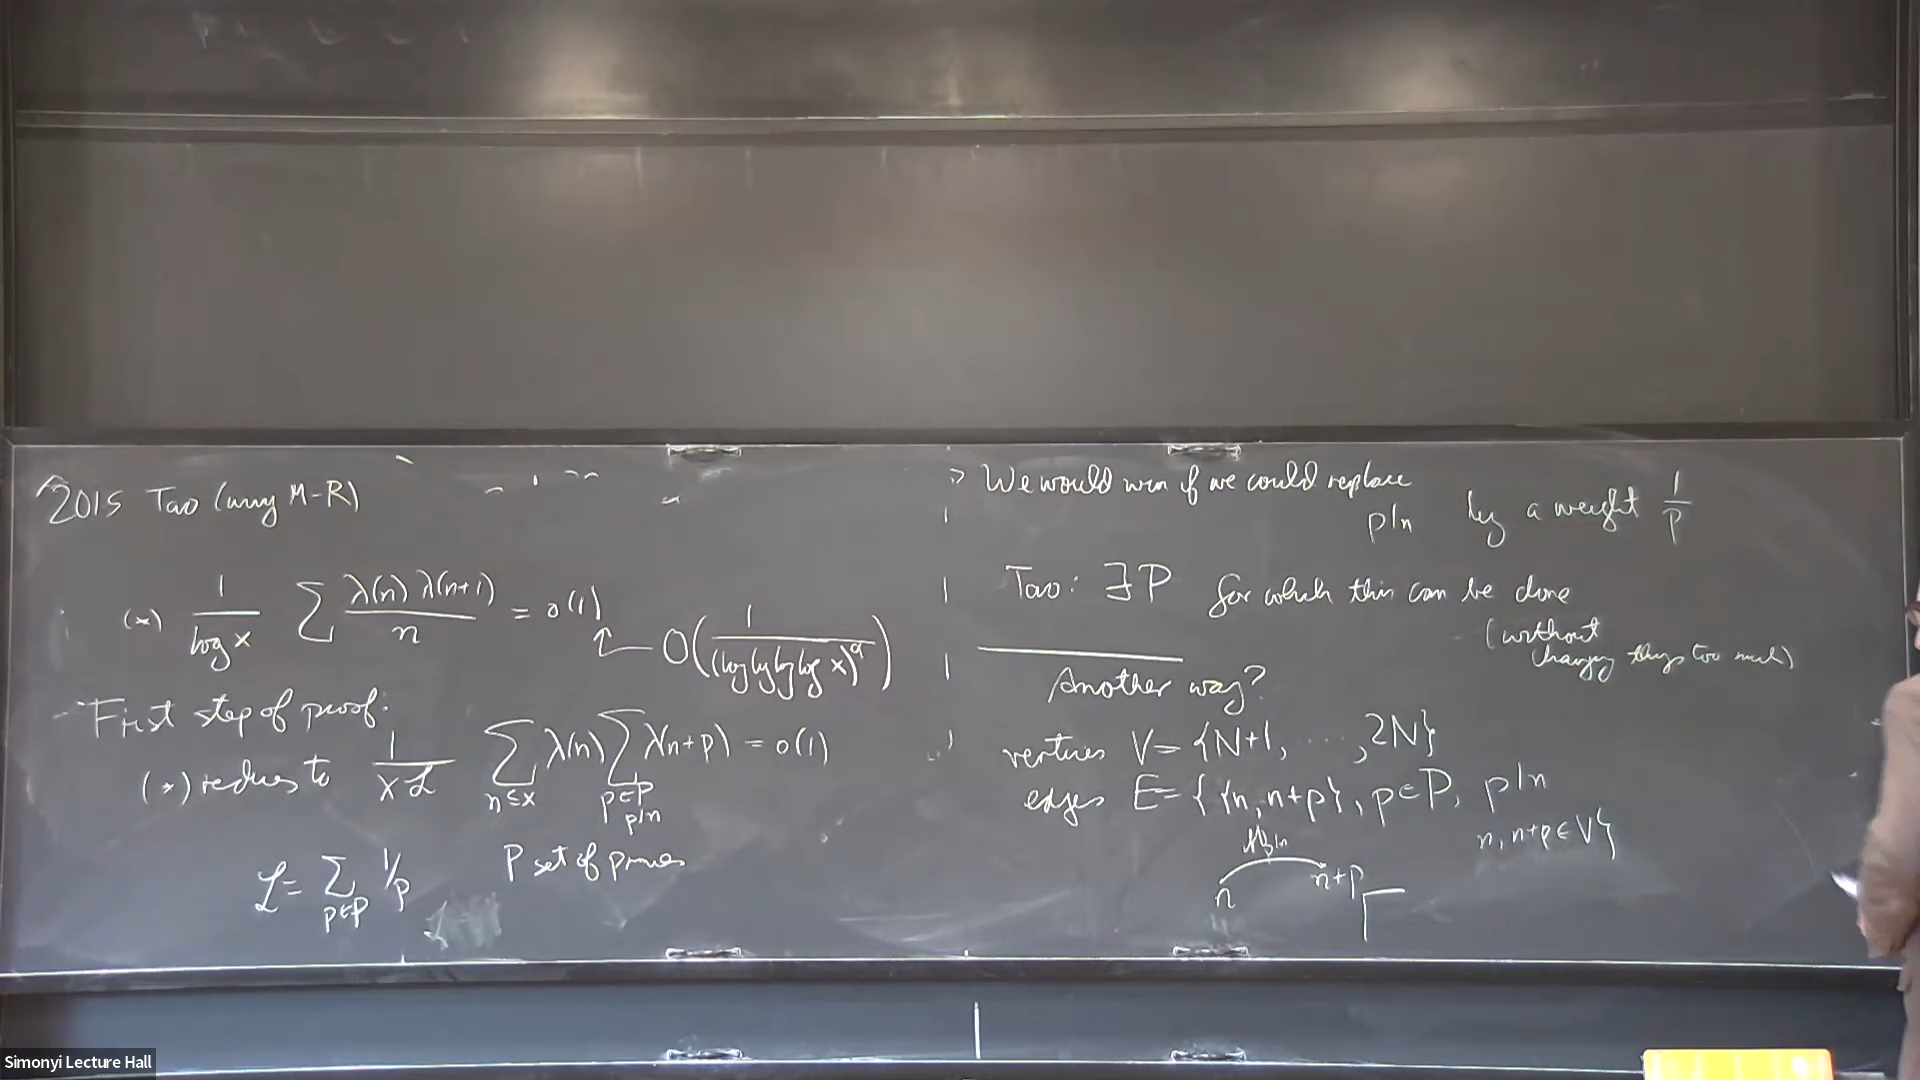 2015 Tao (using M-R)
(*) 1/log x ∑ λ(n) λ(n+1)/n = o(1)
O(1/(log log log log x)^a)
First step of proof:
(*) reduces to 1/(x ℒ) ∑_{n≤x} λ(n) ∑_{p∈P, p|n} λ(n+p) = o(1)
ℒ = ∑_{p∈P} 1/p
P set of primes
We would win if we could replace
p|n by a weight 1/p
Tao: ∃ P for which this can be done
(without
changing things too much)
Another way?
vertices V = {N+1, ..., 2N}
edges E = { {n, n+p}, p∈P, p|n
n, n+p ∈ V}
n n+p
Γ
Simonyi Lecture Hall